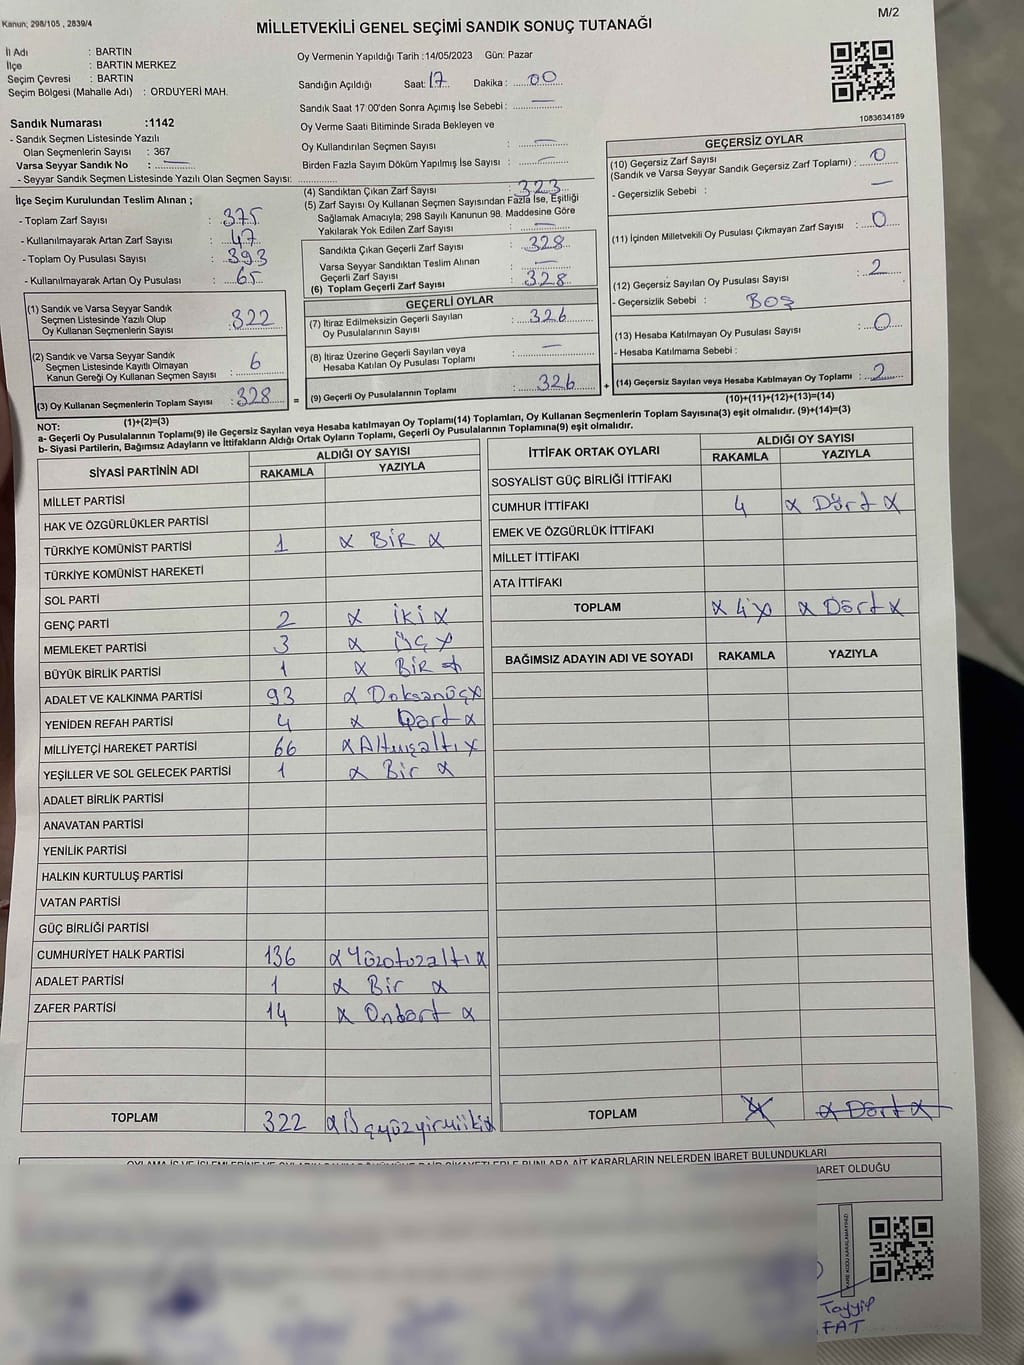 Kanun; 298/105 , 2839/4
M/2
MİLLETVEKİLİ GENEL SEÇİMİ SANDIK SONUÇ TUTANAĞI
İl Adı : BARTIN
İlçe : BARTIN MERKEZ
Seçim Çevresi : BARTIN
Seçim Bölgesi (Mahalle Adı) : ORDUYERİ MAH.
Oy Vermenin Yapıldığı Tarih :14/05/2023 Gün: Pazar
Sandığın Açıldığı Saat: 17 Dakika : 00
Sandık Saat 17 00'den Sonra Açımış İse Sebebi : —
Oy Verme Saati Bitiminde Sırada Bekleyen ve
Oy Kullandırılan Seçmen Sayısı : —
Birden Fazla Sayım Döküm Yapılmış İse Sayısı : —
1083634189
Sandık Numarası :1142
- Sandık Seçmen Listesinde Yazılı
Olan Seçmenlerin Sayısı : 367
Varsa Seyyar Sandık No : —
- Seyyar Sandık Seçmen Listesinde Yazılı Olan Seçmen Sayısı:
İlçe Seçim Kurulundan Teslim Alınan ;
- Toplam Zarf Sayısı : 375
- Kullanılmayarak Artan Zarf Sayısı : 47
- Toplam Oy Pusulası Sayısı : 393
- Kullanılmayarak Artan Oy Pusulası : 65
(1) Sandık ve Varsa Seyyar Sandık
Seçmen Listesinde Yazılı Olup
Oy Kullanan Seçmenlerin Sayısı : 322
(2) Sandık ve Varsa Seyyar Sandık
Seçmen Listesinde Kayıtlı Olmayan
Kanun Gereği Oy Kullanan Seçmen Sayısı : 6
(3) Oy Kullanan Seçmenlerin Toplam Sayısı : 328
(1)+(2)=(3)
(4) Sandıktan Çıkan Zarf Sayısı : 323
(5) Zarf Sayısı Oy Kullanan Seçmen Sayısından Fazla İse, Eşitliği
Sağlamak Amacıyla; 298 Sayılı Kanunun 98. Maddesine Göre
Yakılarak Yok Edilen Zarf Sayısı : —
Sandıkta Çıkan Geçerli Zarf Sayısı : 328
Varsa Seyyar Sandıktan Teslim Alınan
Geçerli Zarf Sayısı : —
(6) Toplam Geçerli Zarf Sayısı : 328
GEÇERLİ OYLAR
(7) İtiraz Edilmeksizin Geçerli Sayılan
Oy Pusulalarının Sayısı : 326
(8) İtiraz Üzerine Geçerli Sayılan veya
Hesaba Katılan Oy Pusulası Toplamı : —
= (9) Geçerli Oy Pusulalarının Toplamı : 326
GEÇERSİZ OYLAR
(10) Geçersiz Zarf Sayısı
(Sandık ve Varsa Seyyar Sandık Geçersiz Zarf Toplamı) : 0
- Geçersizlik Sebebi : —
(11) İçinden Milletvekili Oy Pusulası Çıkmayan Zarf Sayısı : 0
(12) Geçersiz Sayılan Oy Pusulası Sayısı : 2
- Geçersizlik Sebebi : BOŞ
(13) Hesaba Katılmayan Oy Pusulası Sayısı : 0
- Hesaba Katılmama Sebebi :
+ (14) Geçersiz Sayılan veya Hesaba Katılmayan Oy Toplamı : 2
(10)+(11)+(12)+(13)=(14)
NOT:
a- Geçerli Oy Pusulalarının Toplamı(9) ile Geçersiz Sayılan veya Hesaba katılmayan Oy Toplamı(14) Toplamları, Oy Kullanan Seçmenlerin Toplam Sayısına(3) eşit olmalıdır. (9)+(14)=(3)
b- Siyasi Partilerin, Bağımsız Adayların ve İttifakların Aldığı Ortak Oyların Toplamı, Geçerli Oy Pusulalarının Toplamına(9) eşit olmalıdır.
SİYASİ PARTİNİN ADI ALDIĞI OY SAYISI
RAKAMLA YAZIYLA
MİLLET PARTİSİ
HAK VE ÖZGÜRLÜKLER PARTİSİ
TÜRKİYE KOMÜNİST PARTİSİ 1 x BİR x
TÜRKİYE KOMÜNİST HAREKETİ
SOL PARTİ
GENÇ PARTİ 2 x İKİ x
MEMLEKET PARTİSİ 3 x ÜÇ x
BÜYÜK BİRLİK PARTİSİ 1 x BİR x
ADALET VE KALKINMA PARTİSİ 93 x Doksanüç x
YENİDEN REFAH PARTİSİ 4 x Dört x
MİLLİYETÇİ HAREKET PARTİSİ 66 x Altmışaltı x
YEŞİLLER VE SOL GELECEK PARTİSİ 1 x Bir x
ADALET BİRLİK PARTİSİ
ANAVATAN PARTİSİ
YENİLİK PARTİSİ
HALKIN KURTULUŞ PARTİSİ
VATAN PARTİSİ
GÜÇ BİRLİĞİ PARTİSİ
CUMHURİYET HALK PARTİSİ 136 x Yüzotuzaltı x
ADALET PARTİSİ 1 x Bir x
ZAFER PARTİSİ 14 x Ondört x
TOPLAM 322 x Üçyüzyirmiiki x
İTTİFAK ORTAK OYLARI ALDIĞI OY SAYISI
RAKAMLA YAZIYLA
SOSYALİST GÜÇ BİRLİĞİ İTTİFAKI
CUMHUR İTTİFAKI 4 x Dört x
EMEK VE ÖZGÜRLÜK İTTİFAKI
MİLLET İTTİFAKI
ATA İTTİFAKI
TOPLAM x 4 x x Dört x
BAĞIMSIZ ADAYIN ADI VE SOYADI RAKAMLA YAZIYLA
TOPLAM 4 x Dört x
BARET OLDUĞU
Tayyip
FAT